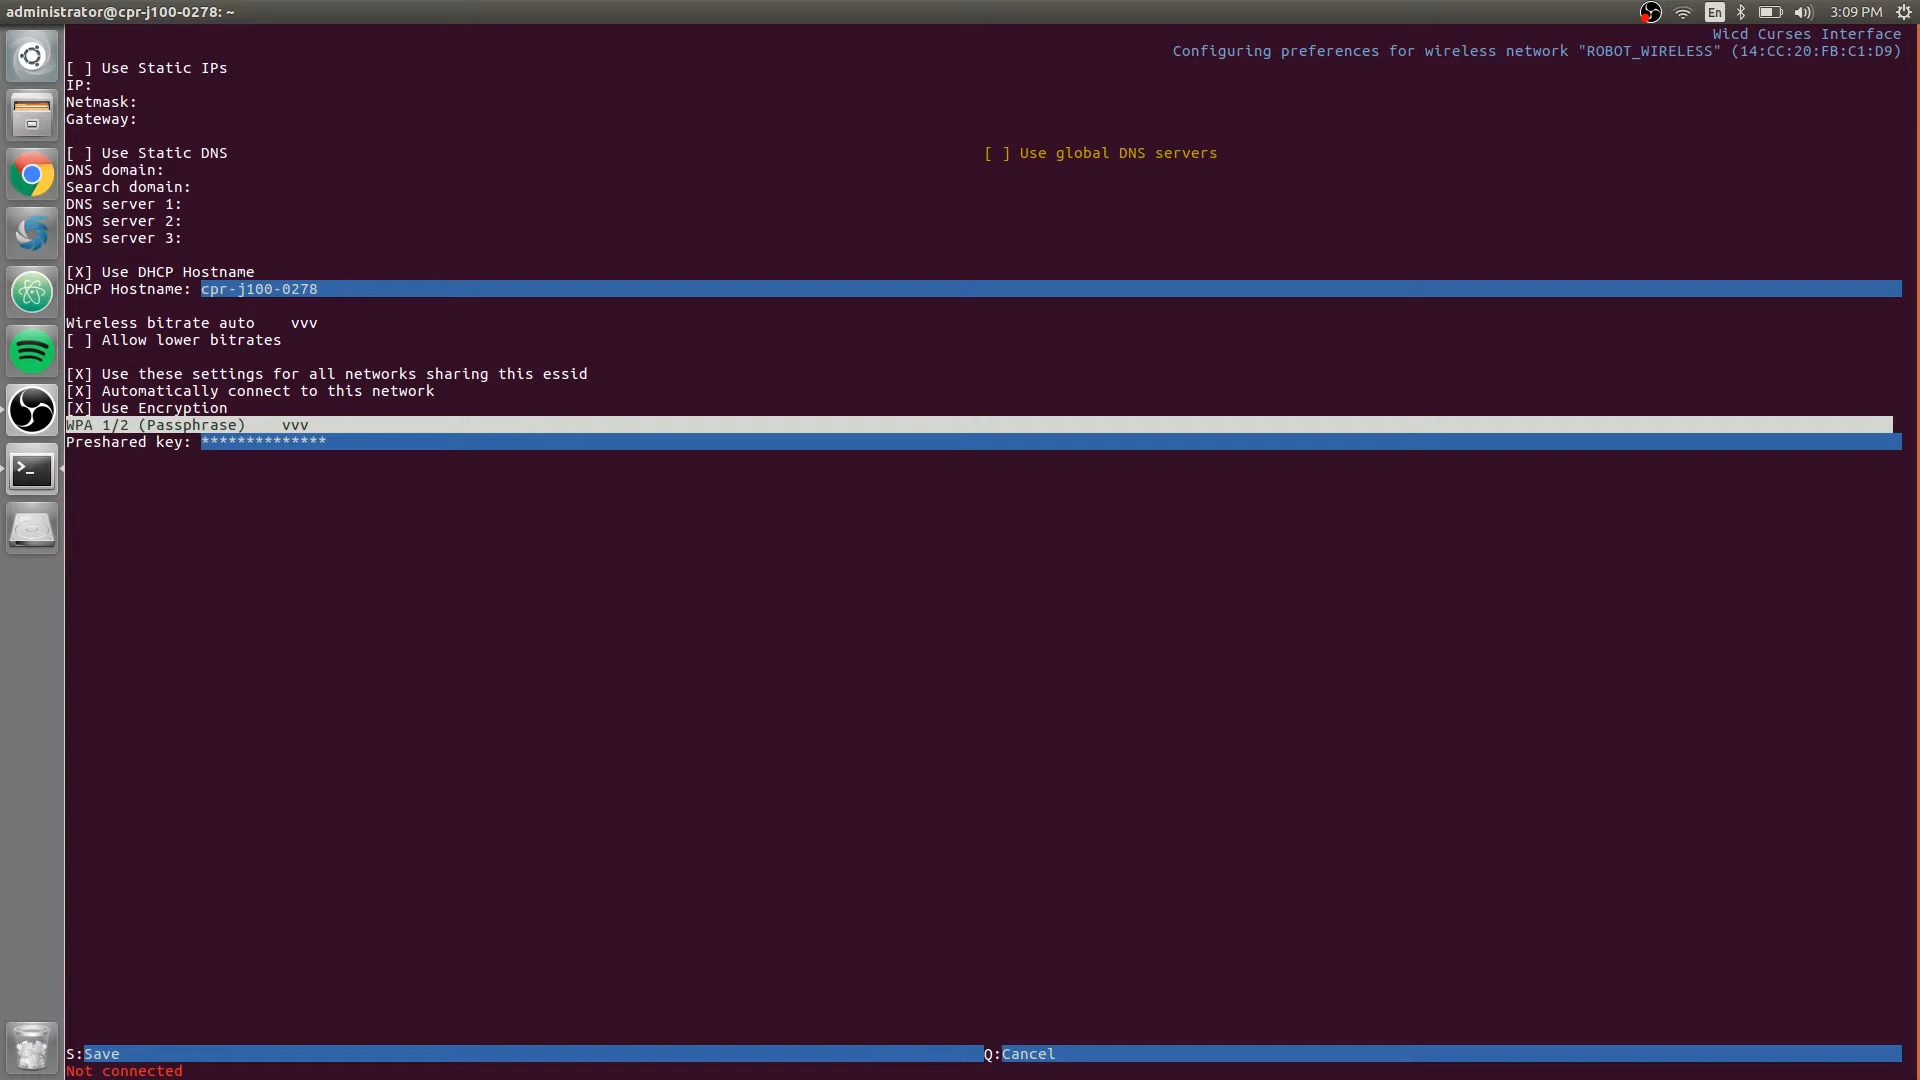 administrator@cpr-j100-0278: ~
En
3:09 PM
Wicd Curses Interface
Configuring preferences for wireless network "ROBOT_WIRELESS" (14:CC:20:FB:C1:D9)
[ ] Use Static IPs
IP:
Netmask:
Gateway:
[ ] Use Static DNS [ ] Use global DNS servers
DNS domain:
Search domain:
DNS server 1:
DNS server 2:
DNS server 3:
[X] Use DHCP Hostname
DHCP Hostname: cpr-j100-0278
Wireless bitrate auto vvv
[ ] Allow lower bitrates
[X] Use these settings for all networks sharing this essid
[X] Automatically connect to this network
[X] Use Encryption
WPA 1/2 (Passphrase) vvv
Preshared key: **************
S:Save Q:Cancel
Not connected